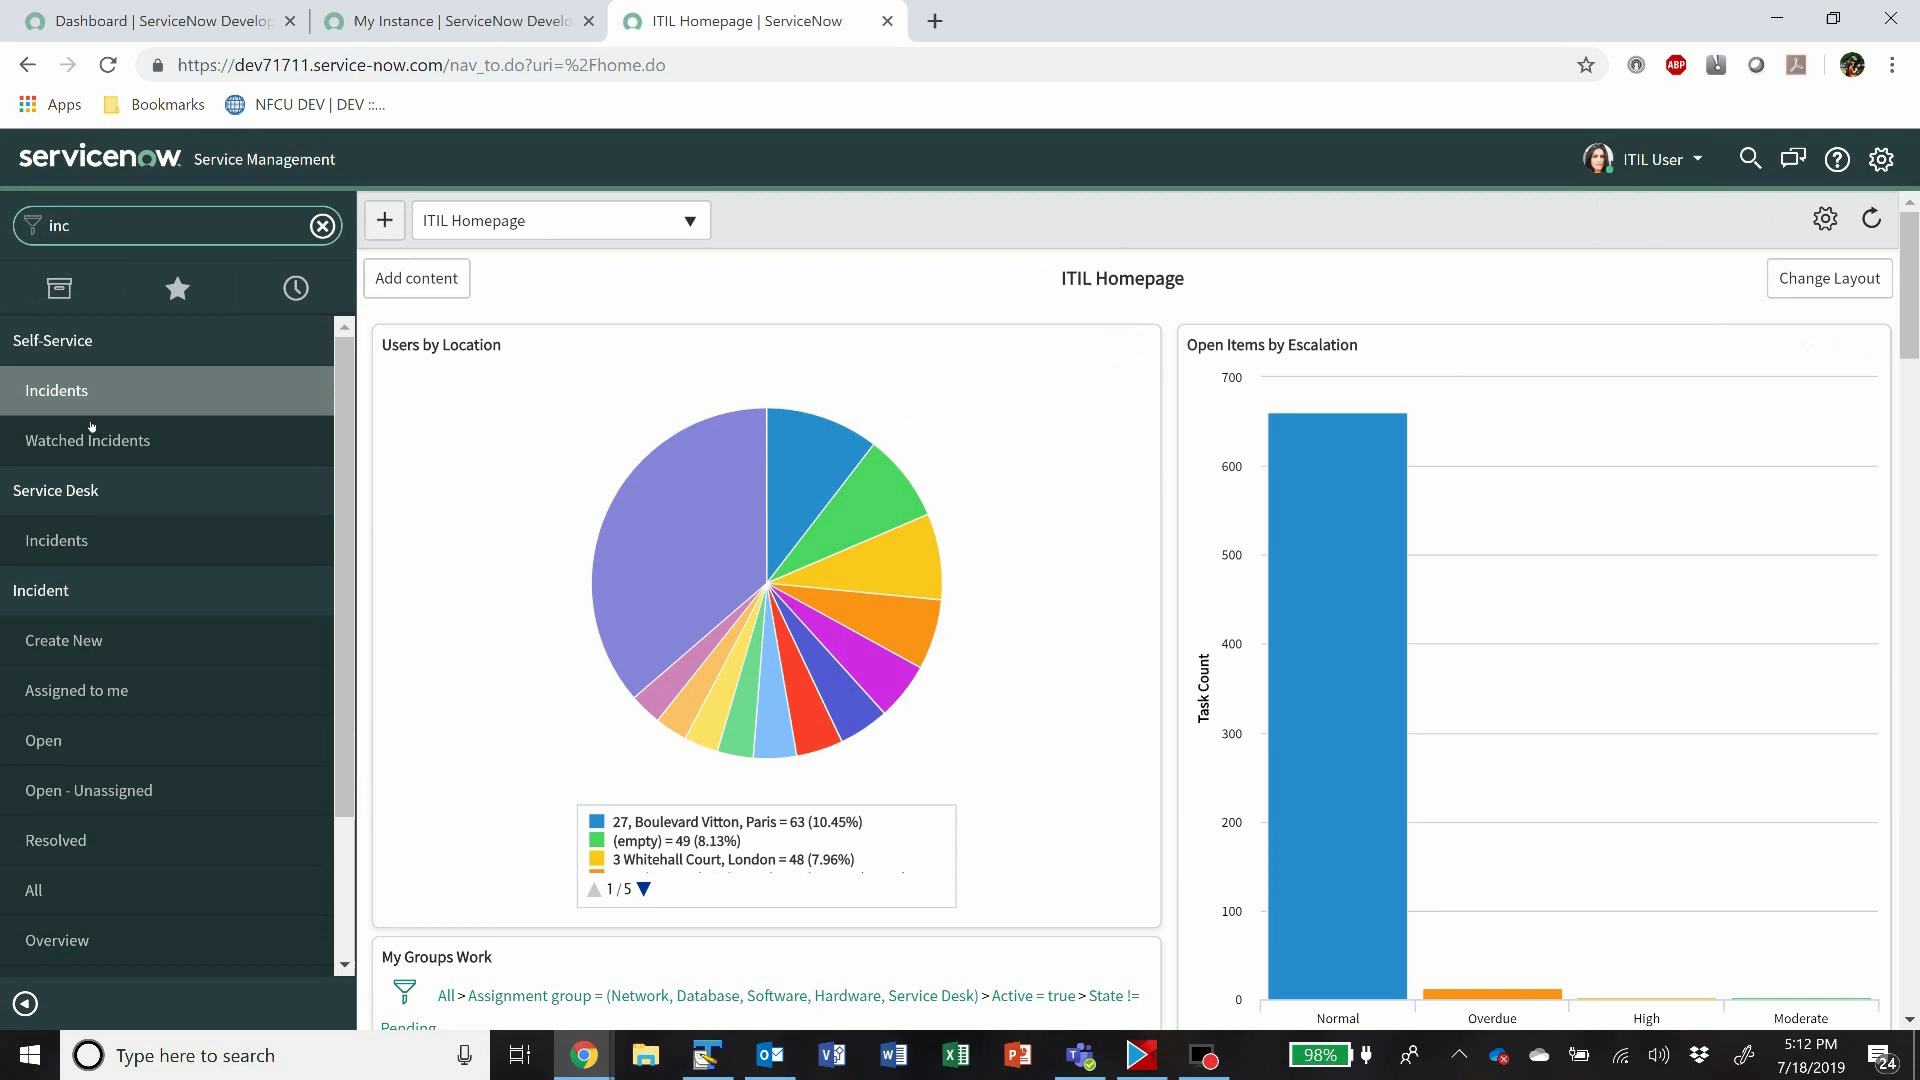 Dashboard | ServiceNow Develop
My Instance | ServiceNow Develo
ITIL Homepage | ServiceNow
https://dev71711.service-now.com/nav_to.do?uri=%2Fhome.do
ABP
Apps
Bookmarks
NFCU DEV | DEV ::...
servicenow
Service Management
ITIL User
inc
ITIL Homepage
Add content
ITIL Homepage
Change Layout
Self-Service
Incidents
Watched Incidents
Service Desk
Incidents
Incident
Create New
Assigned to me
Open
Open - Unassigned
Resolved
All
Overview
Users by Location
27, Boulevard Vitton, Paris = 63 (10.45%)
(empty) = 49 (8.13%)
3 Whitehall Court, London = 48 (7.96%)
1 / 5
My Groups Work
All > Assignment group = (Network, Database, Software, Hardware, Service Desk) > Active = true > State !=
Pending
Open Items by Escalation
700
600
500
400
300
200
100
0
Task Count
Normal
Overdue
High
Moderate
Type here to search
98%
5:12 PM
7/18/2019
24